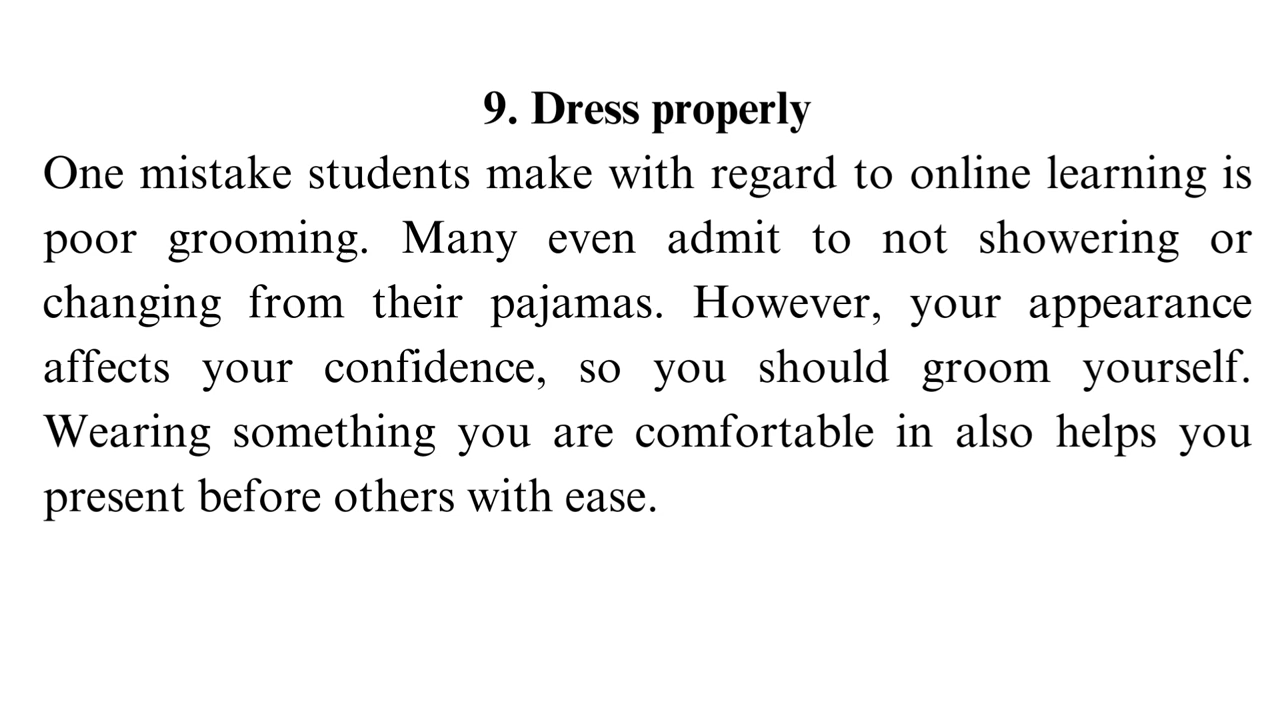 9. Dress properly
One mistake students make with regard to online learning is
poor grooming. Many even admit to not showering or
changing from their pajamas. However, your appearance
affects your confidence, so you should groom yourself.
Wearing something you are comfortable in also helps you
present before others with ease.